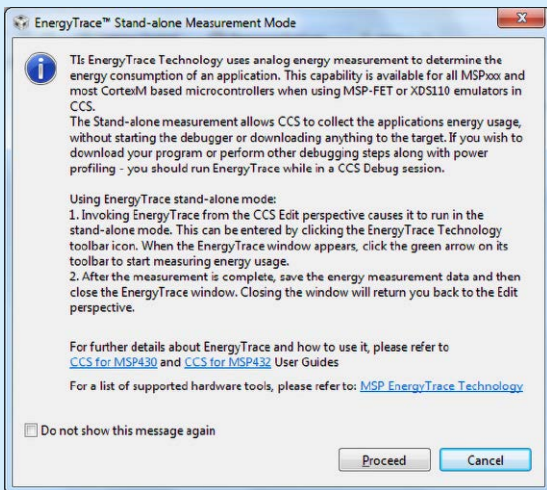 EnergyTrace™ Stand-alone Measurement Mode
TIs EnergyTrace Technology uses analog energy measurement to determine the
energy consumption of an application. This capability is available for all MSPxxx and
most CortexM based microcontrollers when using MSP-FET or XDS110 emulators in
CCS.
The Stand-alone measurement allows CCS to collect the applications energy usage,
without starting the debugger or downloading anything to the target. If you wish to
download your program or perform other debugging steps along with power
profiling - you should run EnergyTrace while in a CCS Debug session.
Using EnergyTrace stand-alone mode:
1. Invoking EnergyTrace from the CCS Edit perspective causes it to run in the
stand-alone mode. This can be entered by clicking the EnergyTrace Technology
toolbar icon. When the EnergyTrace window appears, click the green arrow on its
toolbar to start measuring energy usage.
2. After the measurement is complete, save the energy measurement data and then
close the EnergyTrace window. Closing the window will return you back to the Edit
perspective.
For further details about EnergyTrace and how to use it, please refer to
CCS for MSP430 and CCS for MSP432 User Guides
For a list of supported hardware tools, please refer to: MSP EnergyTrace Technology
Do not show this message again
Proceed Cancel